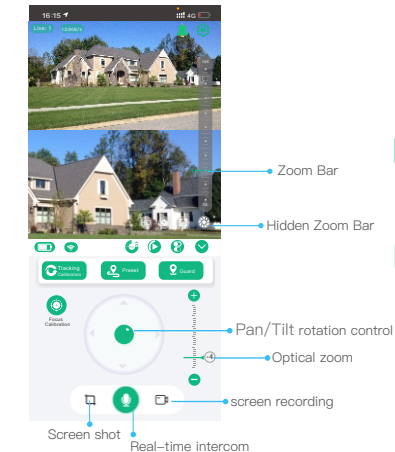 16:15
4G
Live: 1
Zoom Bar
Hidden Zoom Bar
Tracking
Calibration
Preset
Guard
Focus
Calibration
Pan/Tilt rotation control
Optical zoom
screen recording
Screen shot
Real-time intercom